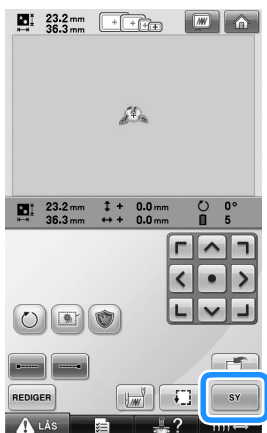 23.2 mm
36.3 mm
23.2 mm ↕ + 0.0 mm 0°
36.3 mm ↔ + 0.0 mm 5
REDIGER
SY
LÅS
?